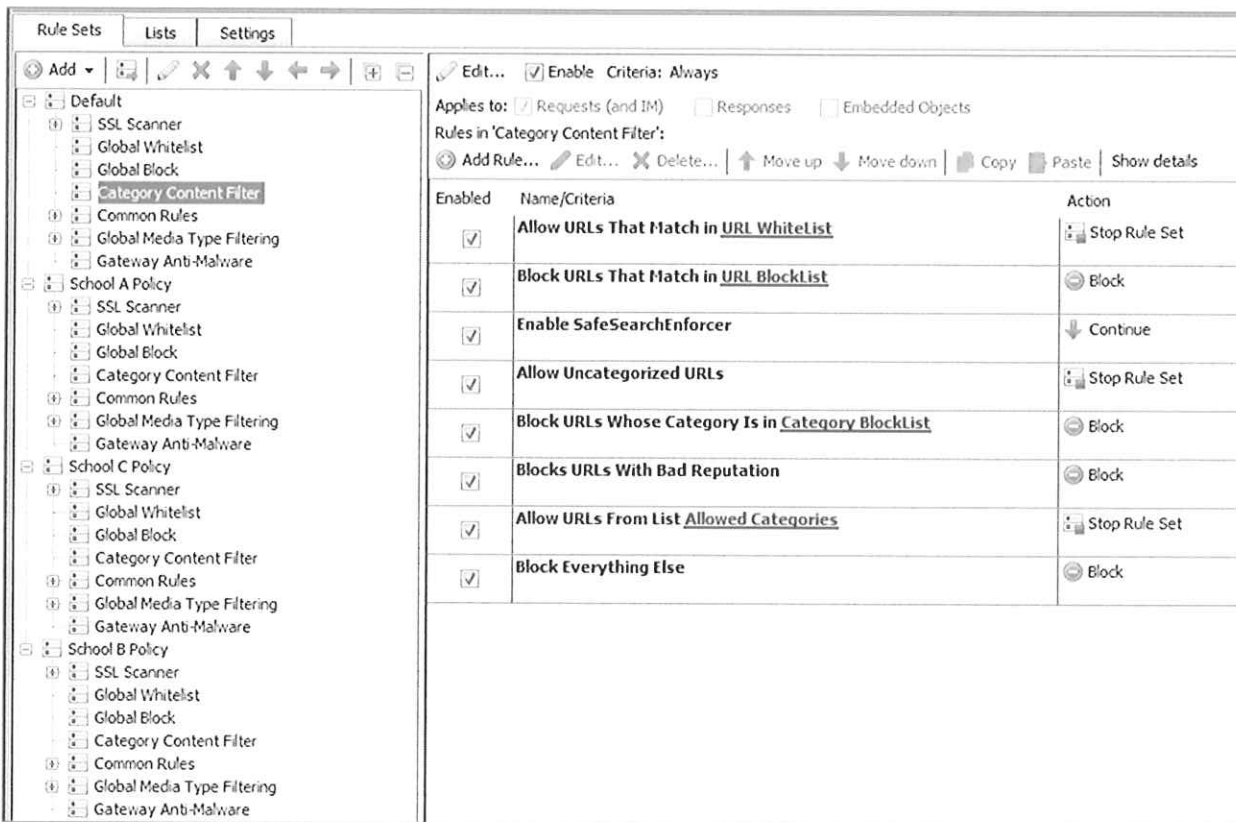 Rule Sets Lists Settings
Add
Default
SSL Scanner
Global Whitelist
Global Block
Category Content Filter
Common Rules
Global Media Type Filtering
Gateway Anti-Malware
School A Policy
SSL Scanner
Global Whitelist
Global Block
Category Content Filter
Common Rules
Global Media Type Filtering
Gateway Anti-Malware
School C Policy
SSL Scanner
Global Whitelist
Global Block
Category Content Filter
Common Rules
Global Media Type Filtering
Gateway Anti-Malware
School B Policy
SSL Scanner
Global Whitelist
Global Block
Category Content Filter
Common Rules
Global Media Type Filtering
Gateway Anti-Malware
Edit... Enable Criteria: Always
Applies to: Requests (and IM) Responses Embedded Objects
Rules in 'Category Content Filter':
Add Rule... Edit... Delete... Move up Move down Copy Paste Show details
Enabled Name/Criteria Action
Allow URLs That Match in URL WhiteList Stop Rule Set
Block URLs That Match in URL BlockList Block
Enable SafeSearchEnforcer Continue
Allow Uncategorized URLs Stop Rule Set
Block URLs Whose Category Is in Category BlockList Block
Blocks URLs With Bad Reputation Block
Allow URLs From List Allowed Categories Stop Rule Set
Block Everything Else Block